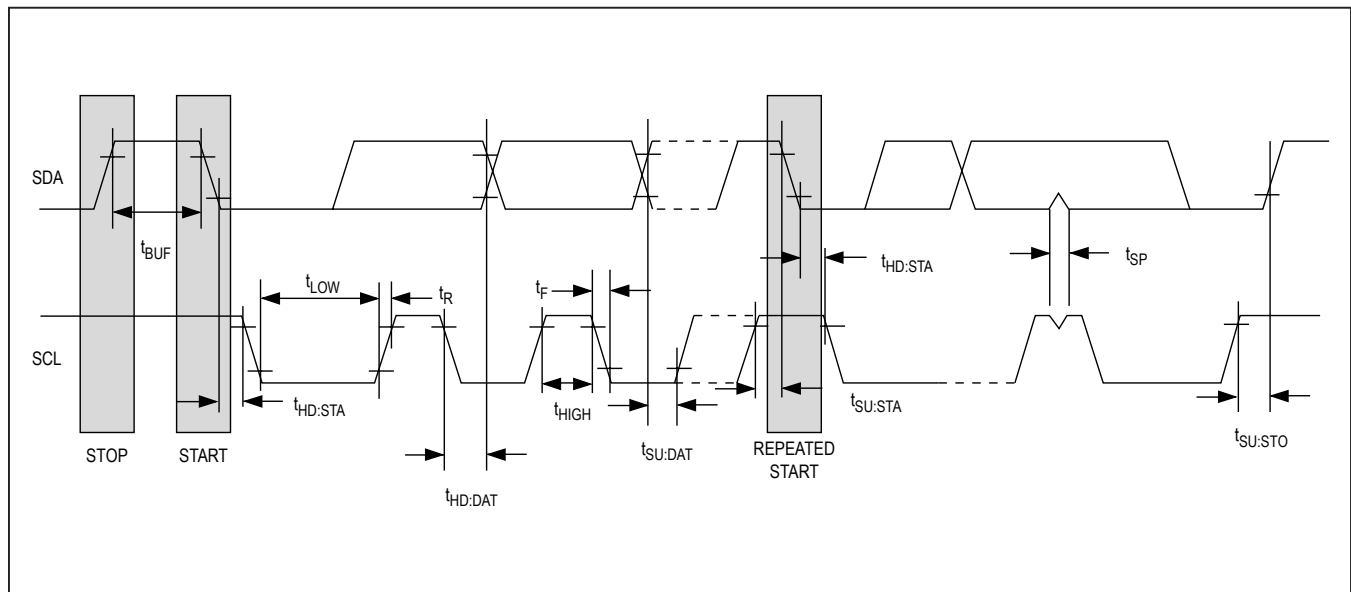 SDA
tBUF
tLOW
tR
tF
tHD:STA
tSP
SCL
tHD:STA
tHIGH
tSU:STA
tSU:DAT
tSU:STO
STOP
START
REPEATED
START
tHD:DAT